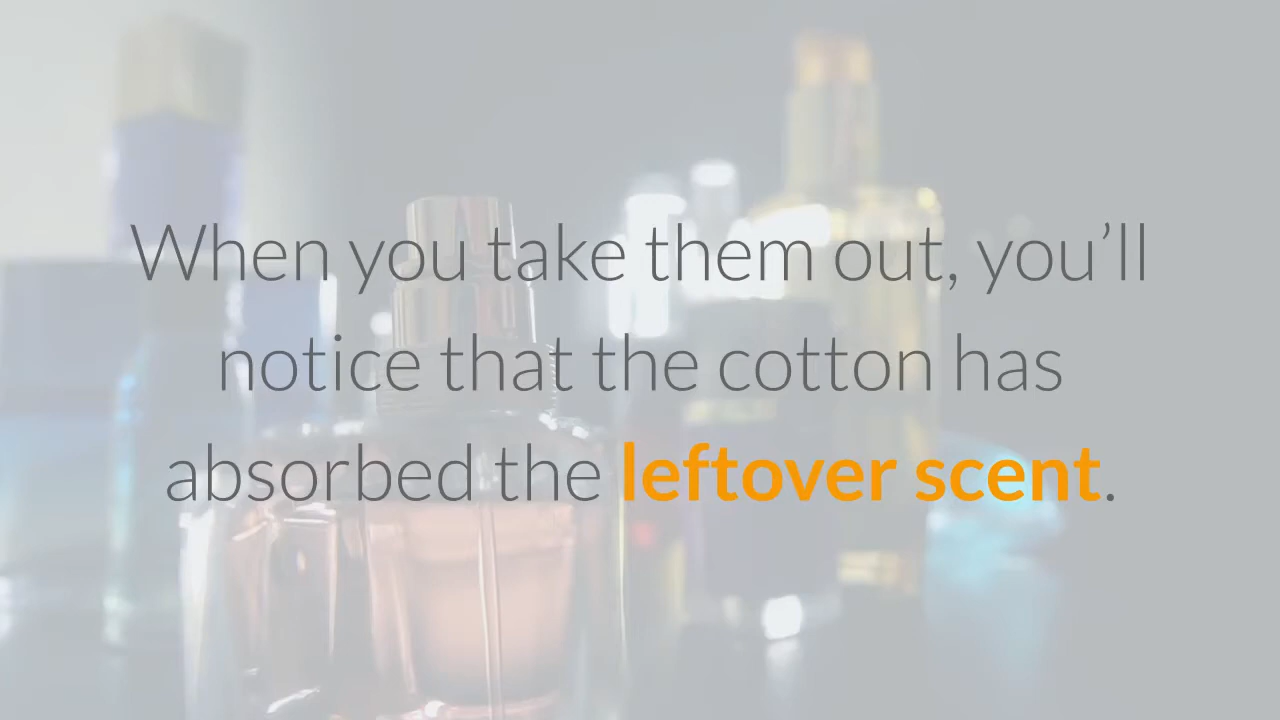 When you take them out, you’ll
notice that the cotton has
absorbed the leftover scent.